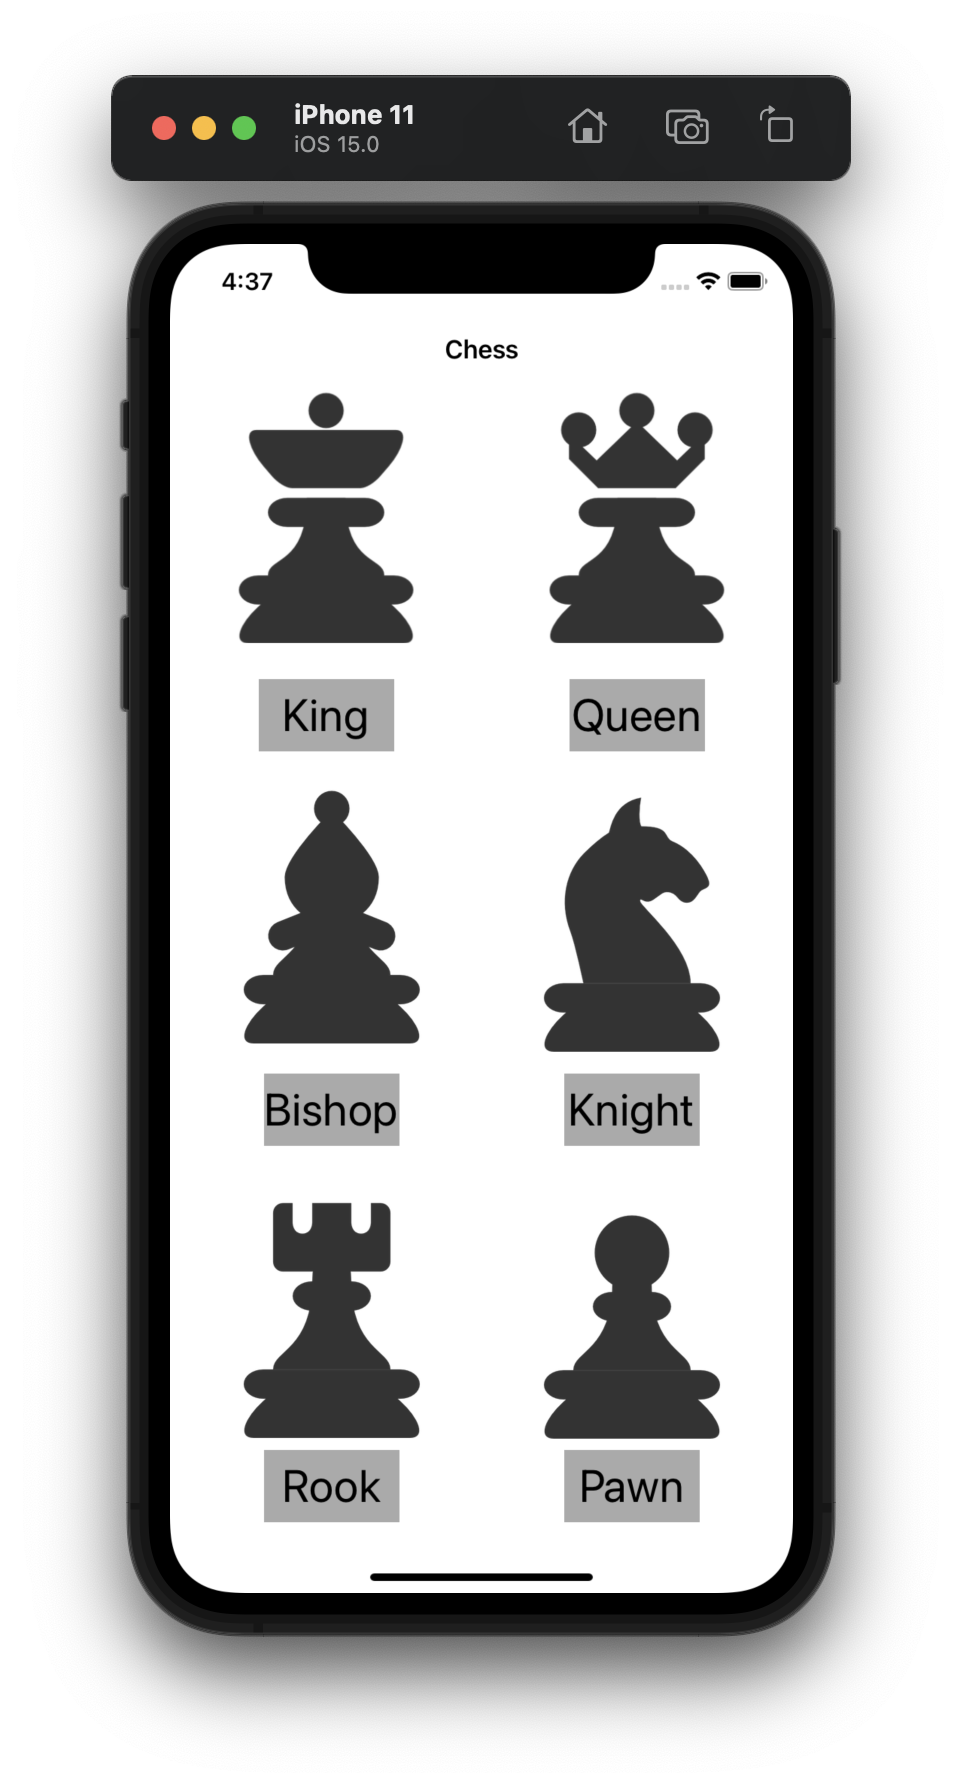 iPhone 11
iOS 15.0
4:37
Chess
King
Queen
Bishop
Knight
Rook
Pawn